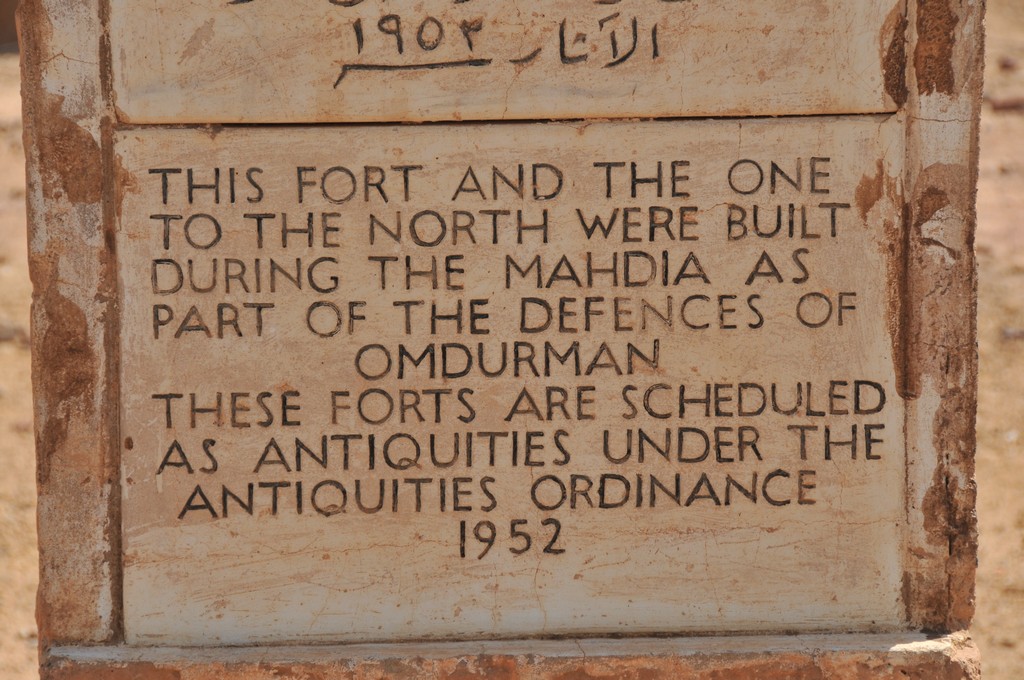 الآثار ١٩٥٢
THIS FORT AND THE ONE
TO THE NORTH WERE BUILT
DURING THE MAHDIA AS
PART OF THE DEFENCES OF
OMDURMAN
THESE FORTS ARE SCHEDULED
AS ANTIQUITIES UNDER THE
ANTIQUITIES ORDINANCE
1952